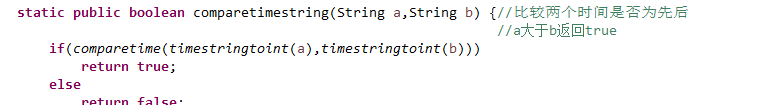 static public boolean comparetimestring(String a,String b) {//比较两个时间是否为先后
//a大于b返回true
if(comparetime(timestringtoint(a),timestringtoint(b)))
return true;
else
return false;